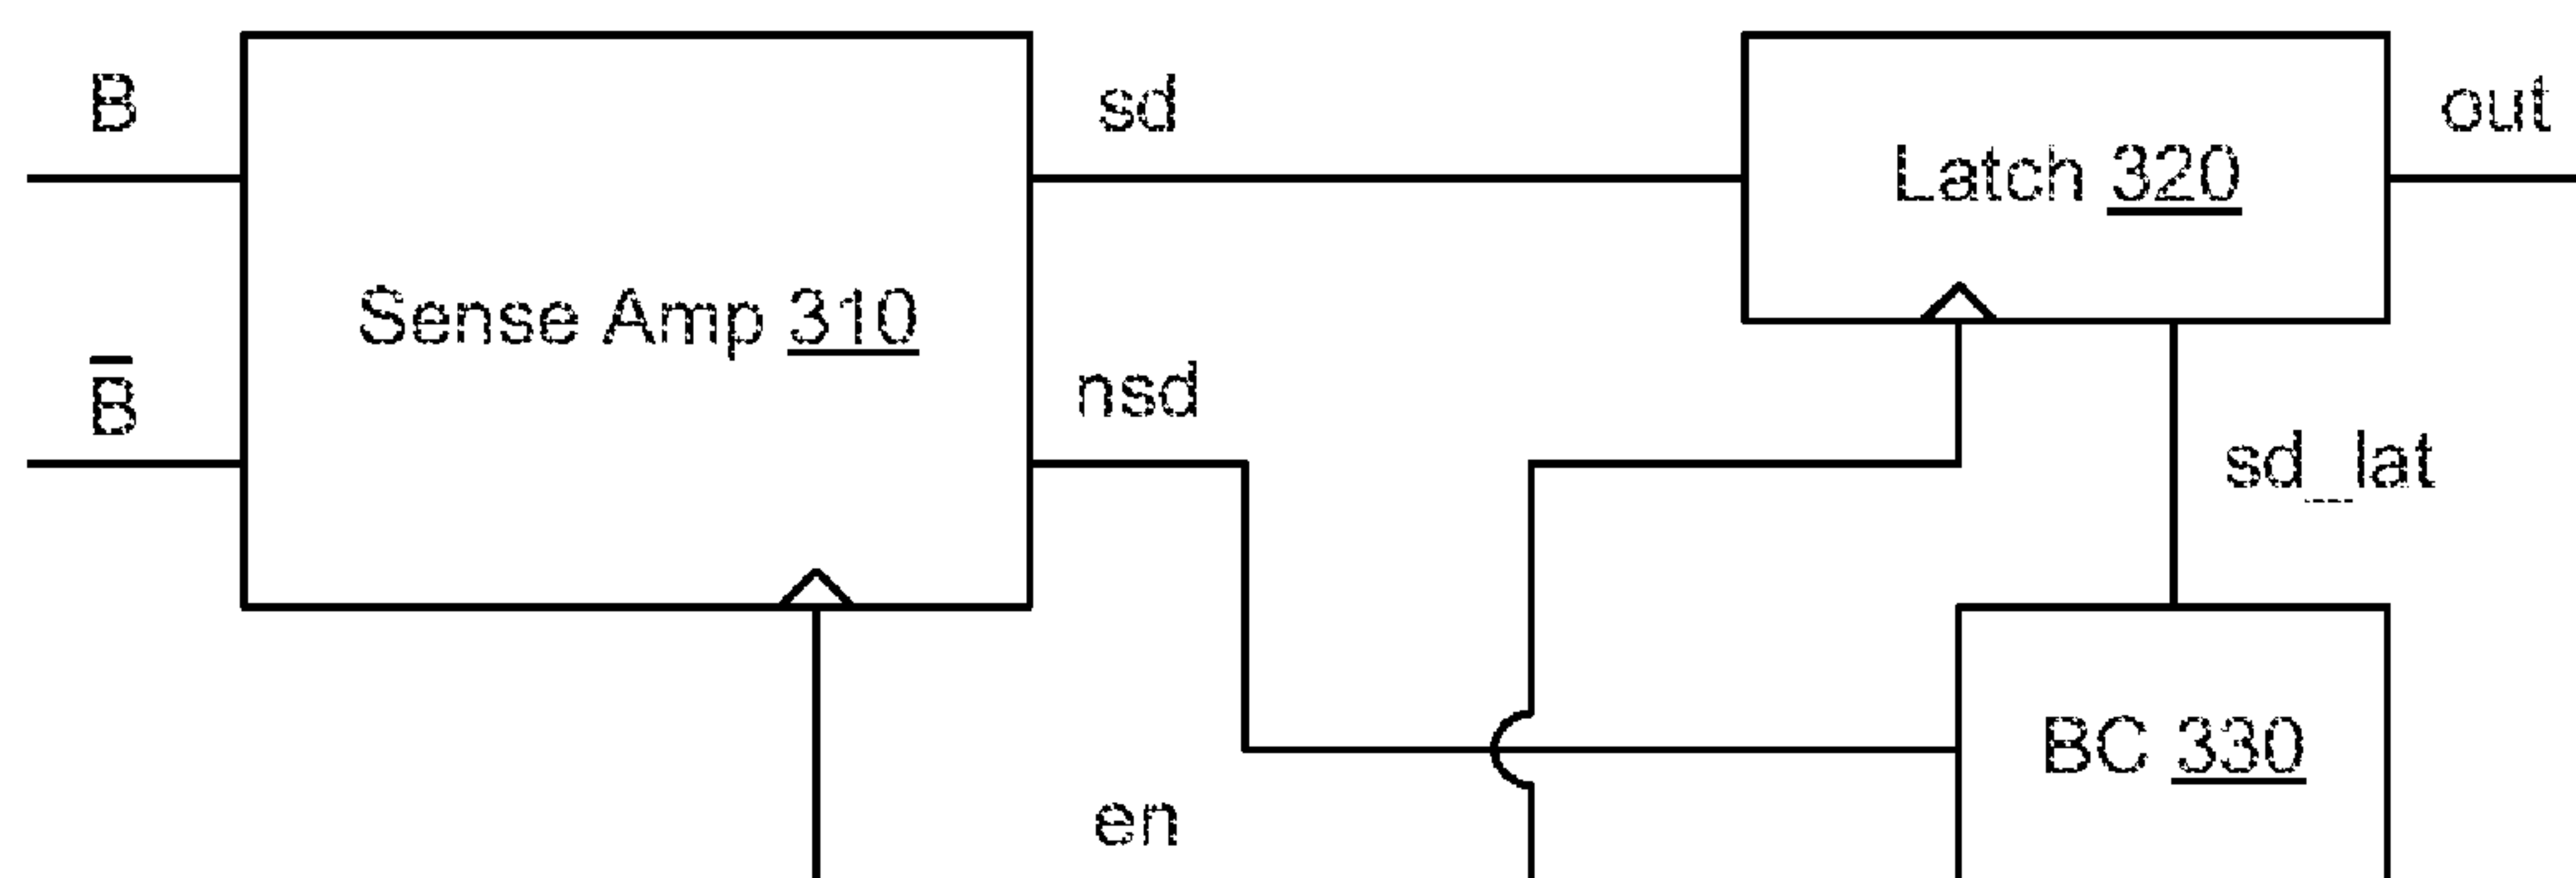 B
sd
out
Latch 320
Sense Amp 310
B̅
nsd
sd_lat
BC 330
en